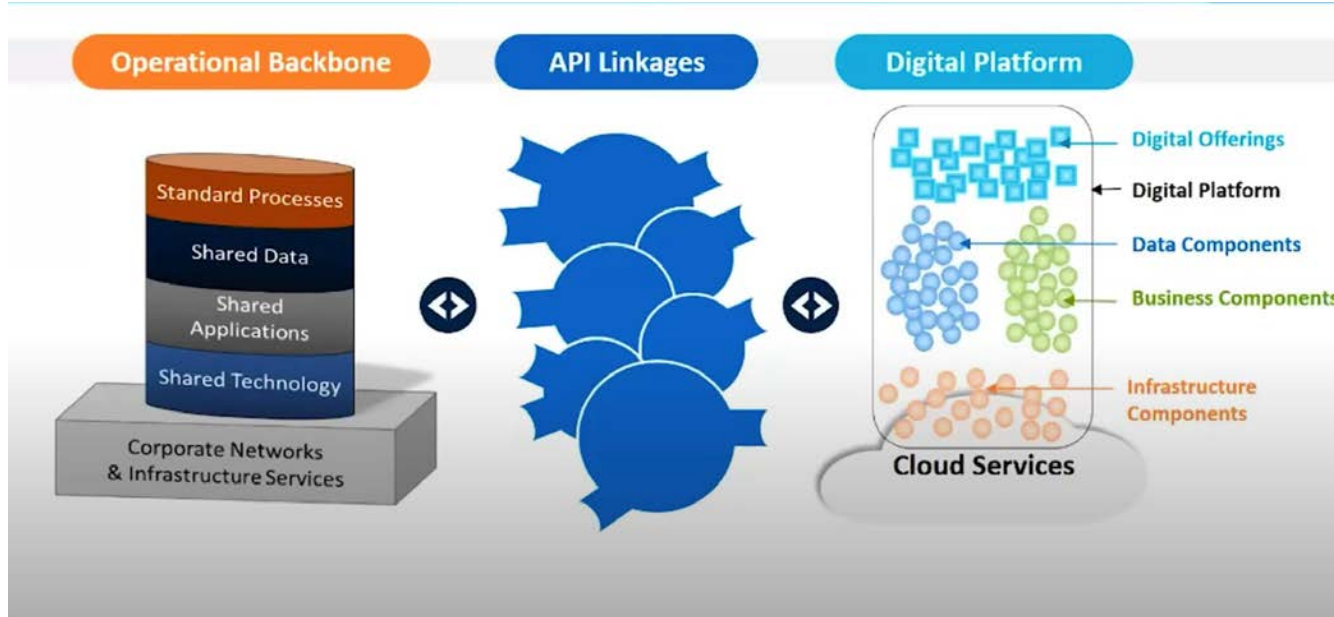 Operational Backbone
API Linkages
Digital Platform
Standard Processes
Shared Data
Shared
Applications
Shared Technology
Corporate Networks
& Infrastructure Services
Digital Offerings
Digital Platform
Data Components
Business Components
Infrastructure
Components
Cloud Services